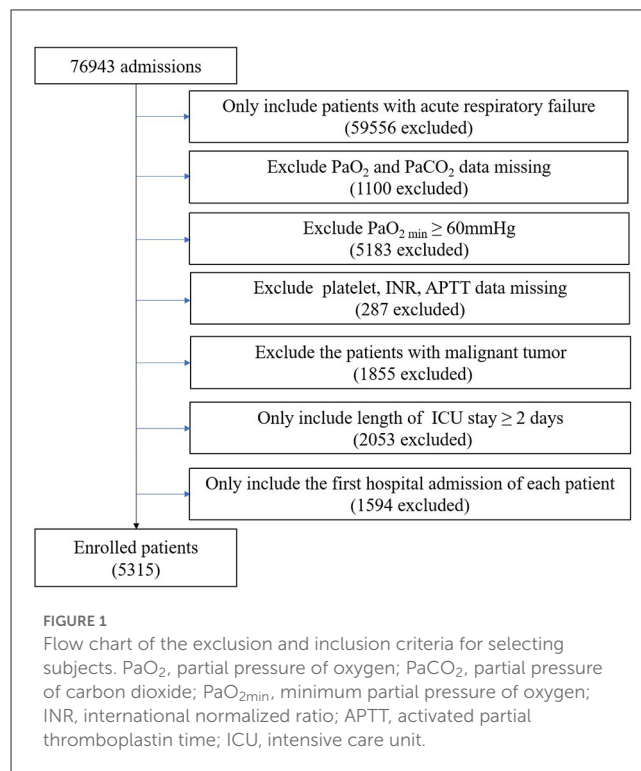 76943 admissions
Only include patients with acute respiratory failure
(59556 excluded)
Exclude PaO₂ and PaCO₂ data missing
(1100 excluded)
Exclude PaO₂ min ≥ 60mmHg
(5183 excluded)
Exclude platelet, INR, APTT data missing
(287 excluded)
Exclude the patients with malignant tumor
(1855 excluded)
Only include length of ICU stay ≥ 2 days
(2053 excluded)
Only include the first hospital admission of each patient
(1594 excluded)
Enrolled patients
(5315)
FIGURE 1
Flow chart of the exclusion and inclusion criteria for selecting
subjects. PaO₂, partial pressure of oxygen; PaCO₂, partial pressure
of carbon dioxide; PaO₂min, minimum partial pressure of oxygen;
INR, international normalized ratio; APTT, activated partial
thromboplastin time; ICU, intensive care unit.